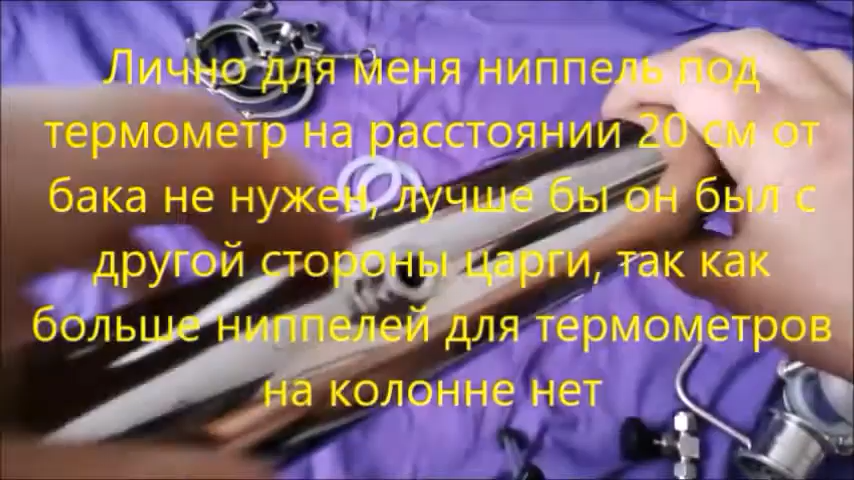 Лично для меня ниппель под
термометр на расстоянии 20 см от
бака не нужен, лучше бы он был с
другой стороны царги, так как
больше ниппелей для термометров
на колонне нет